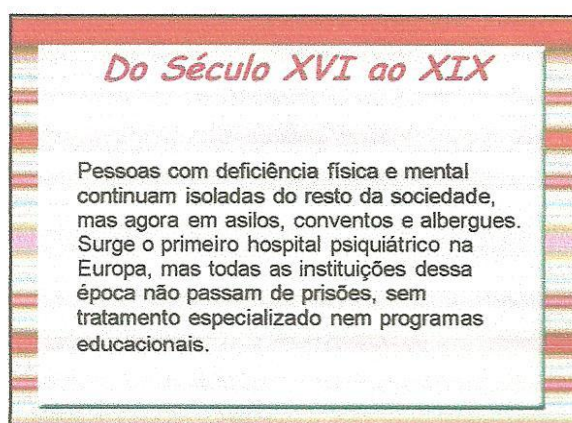 Do Século XVI ao XIX
Pessoas com deficiência física e mental
continuam isoladas do resto da sociedade,
mas agora em asilos, conventos e albergues.
Surge o primeiro hospital psiquiátrico na
Europa, mas todas as instituições dessa
época não passam de prisões, sem
tratamento especializado nem programas
educacionais.